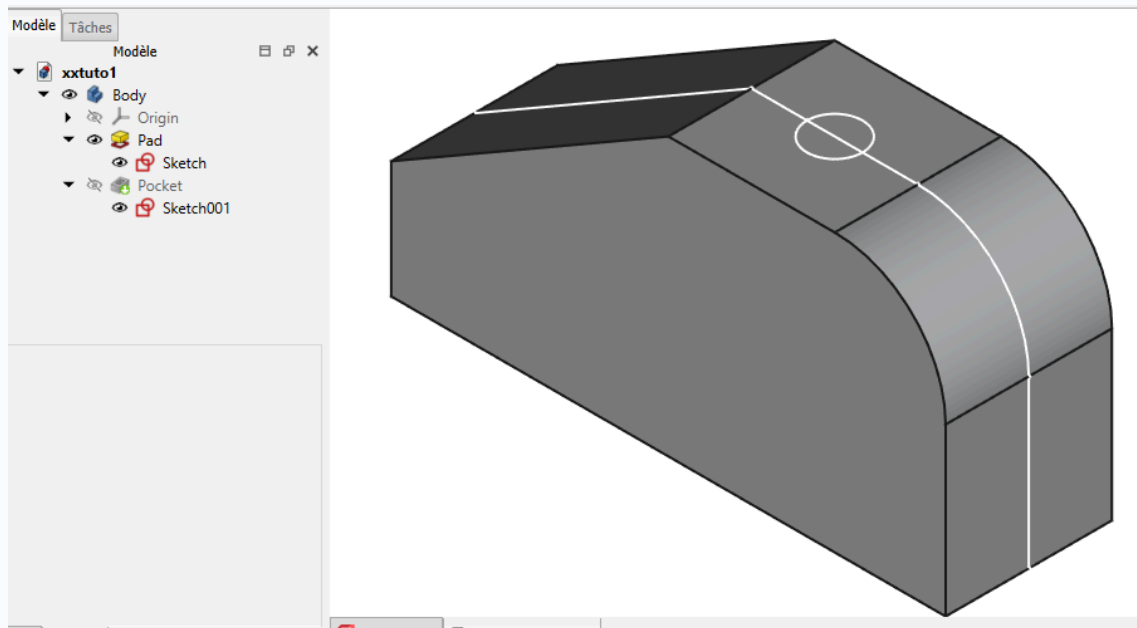 Modèle Tâches
Modèle
xxtuto1
Body
Origin
Pad
Sketch
Pocket
Sketch001